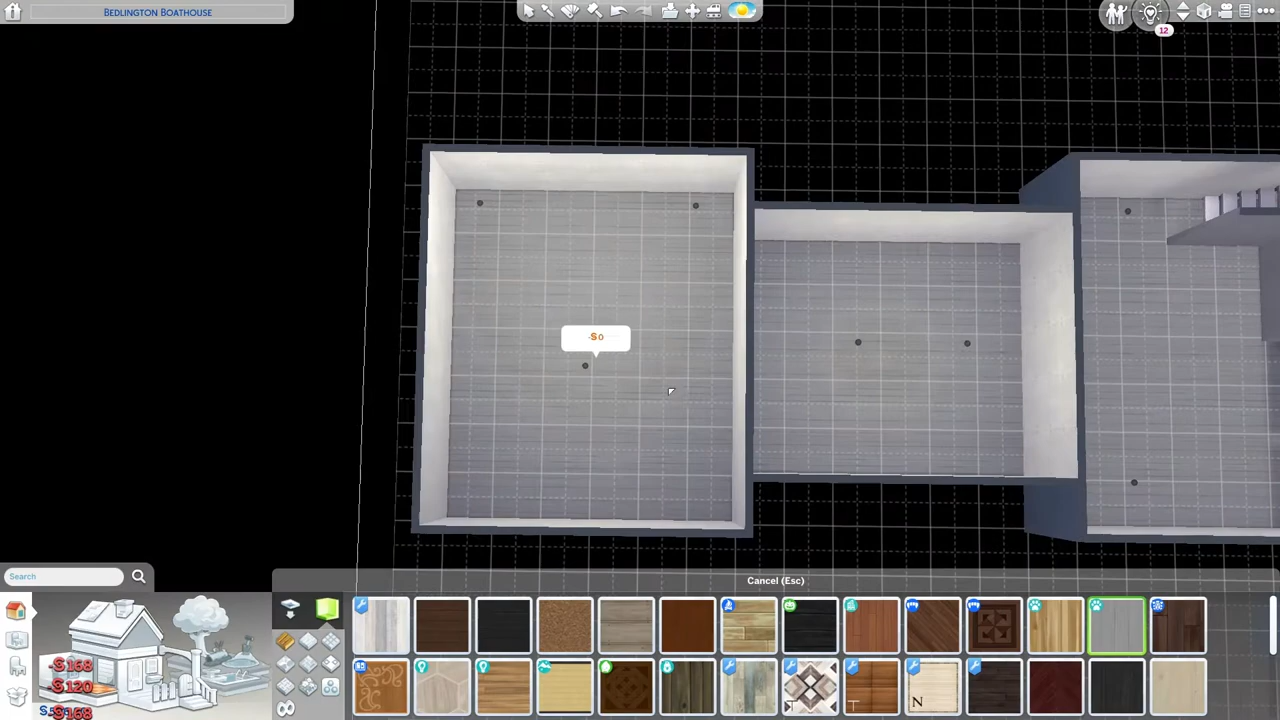 BEDLINGTON BOATHOUSE
12
-§0
Cancel (Esc)
Search
-§168
-§120
-§168
T
T
N